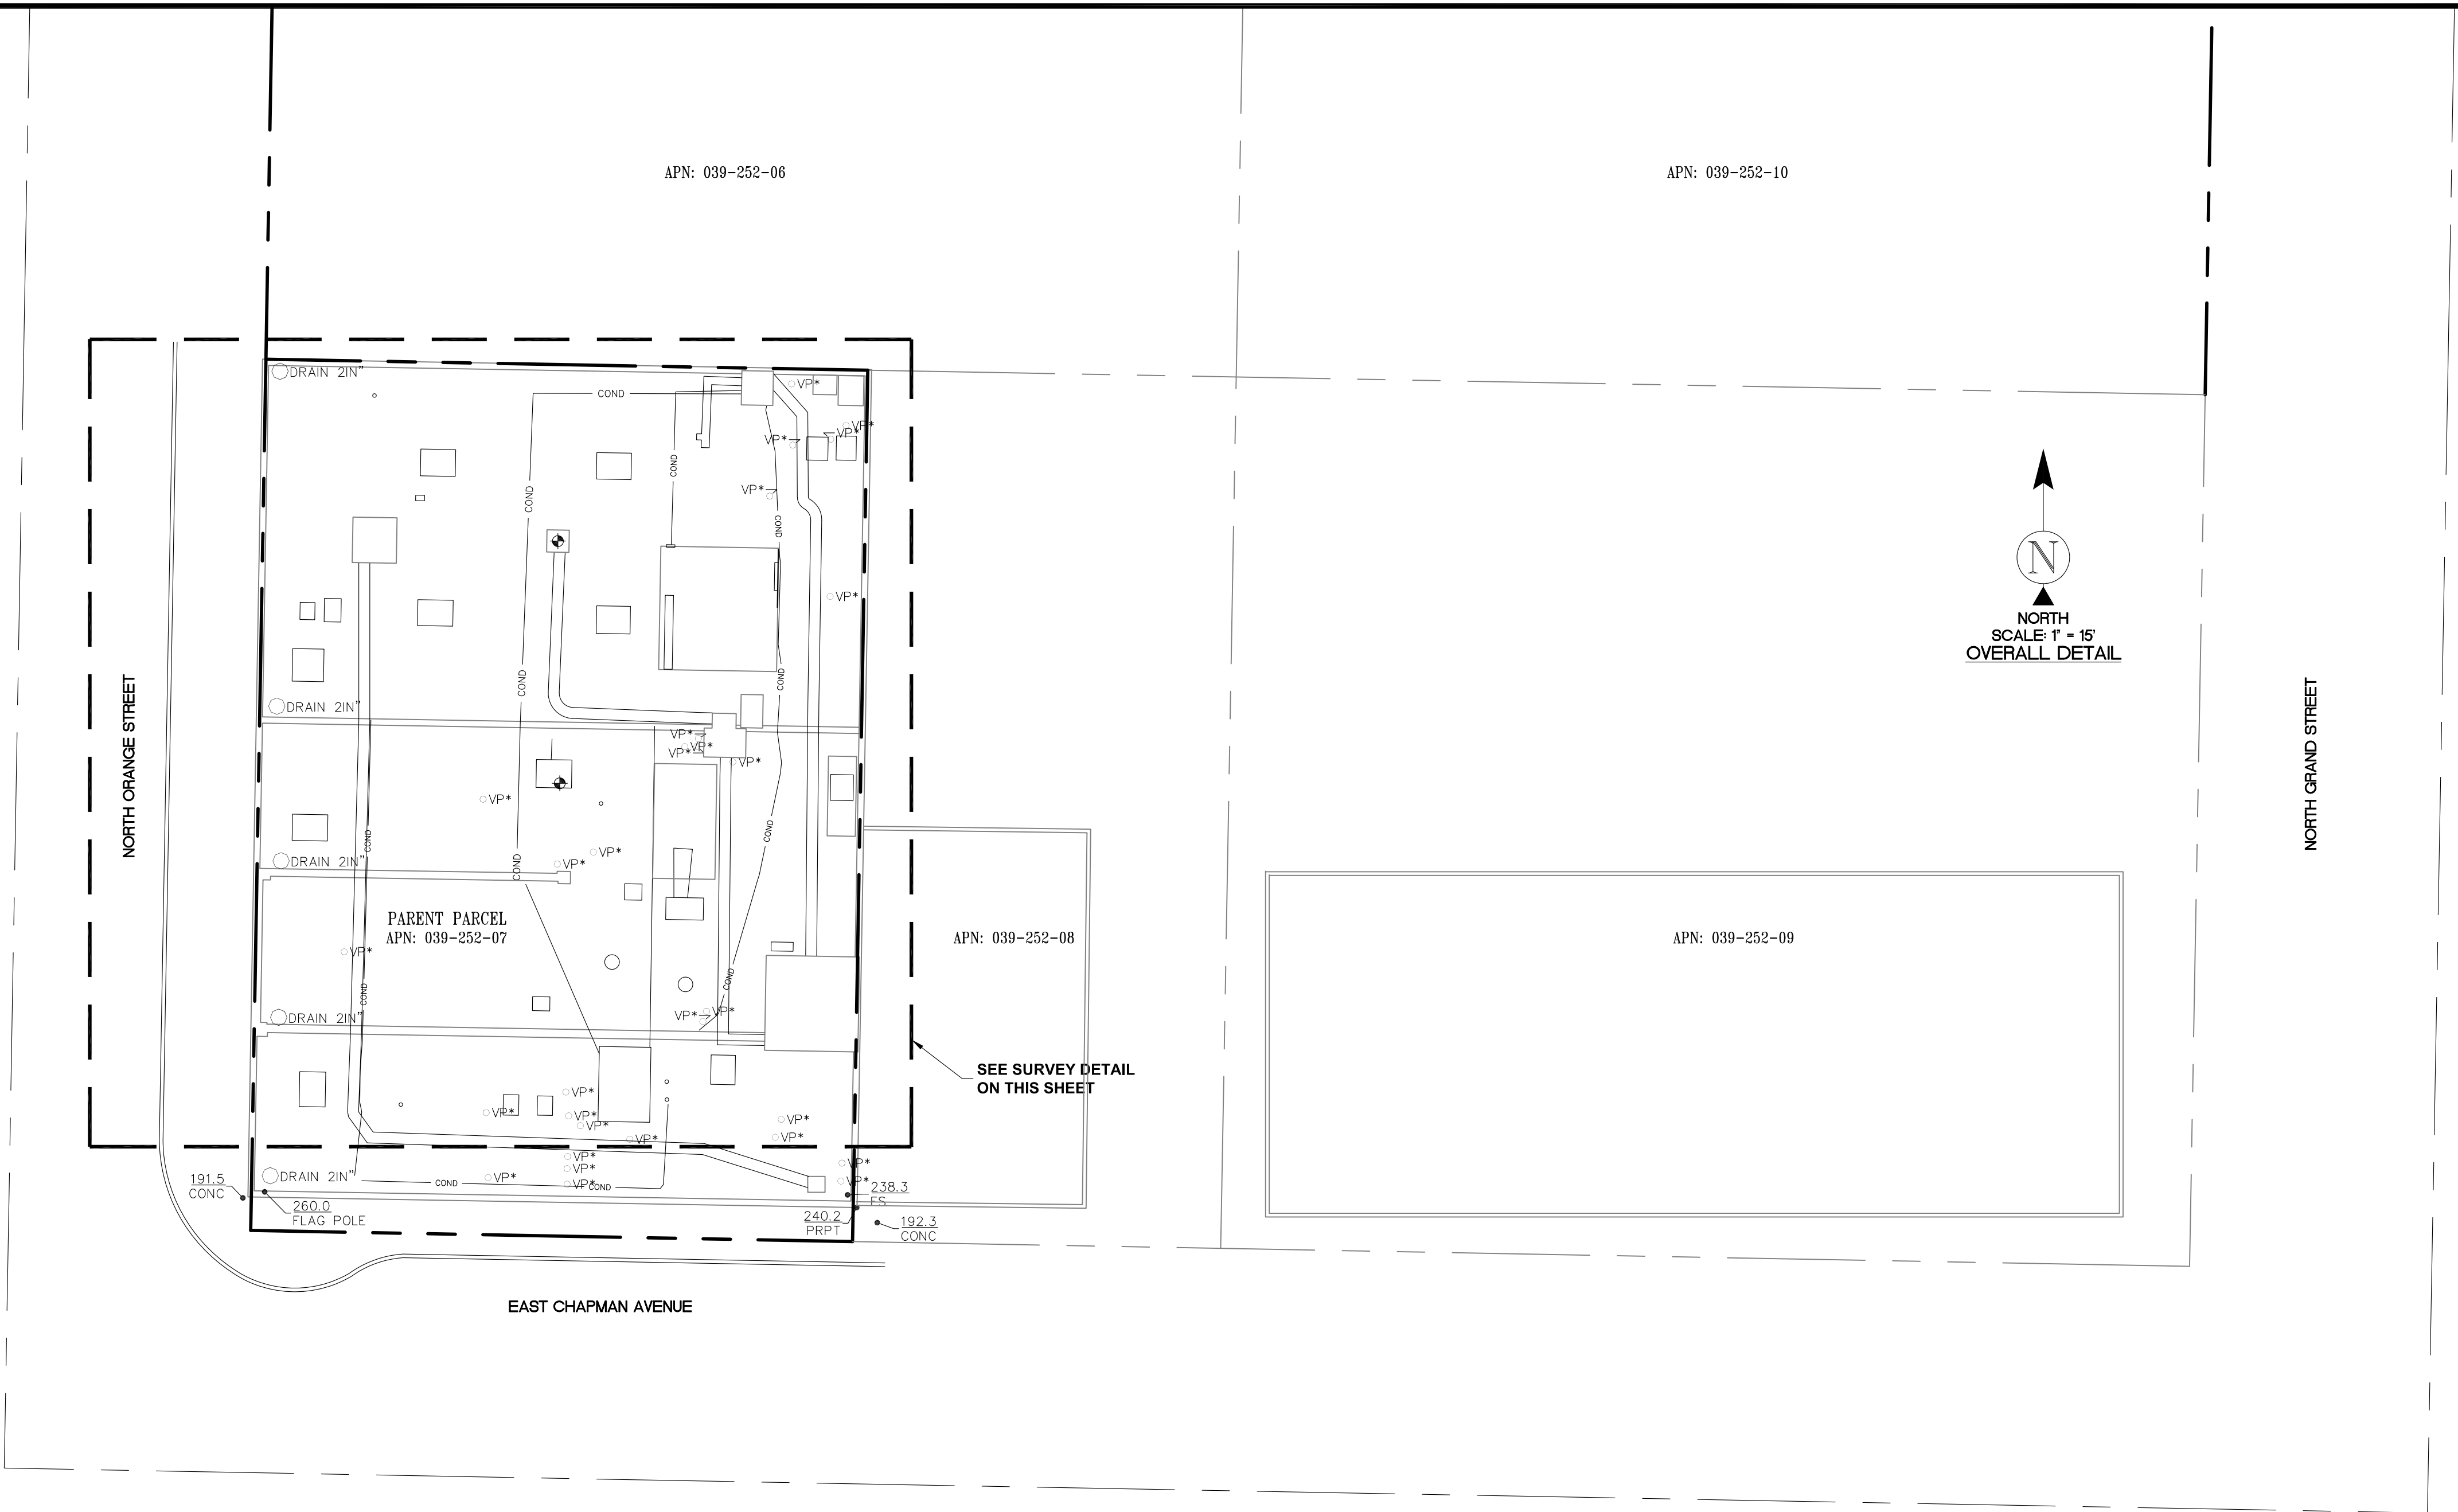 APN: 039-252-06
APN: 039-252-10
DRAIN 2IN"
VP*
COND
VP*
VP*
VP*
COND
VP*
COND
COND
N
VP*
NORTH
SCALE: 1" = 15'
OVERALL DETAIL
COND
COND
DRAIN 2IN"
VP*
VP*
VP*
VP*
NORTH ORANGE STREET
NORTH GRAND STREET
VP*
COND
COND
VP*
DRAIN 2IN"
VP*
COND
PARENT PARCEL
APN: 039-252-07
APN: 039-252-08
APN: 039-252-09
VP*
COND
COND
DRAIN 2IN"
VP*
VP*
SEE SURVEY DETAIL
ON THIS SHEET
VP*
VP*
VP*
VP*
VP*
VP*
VP*
VP*
VP*
VP*
DRAIN 2IN"
VP*
COND
VP*
COND
VP*
191.5
CONC
260.0
FLAG POLE
238.3
FS
240.2
PRPT
192.3
CONC
EAST CHAPMAN AVENUE